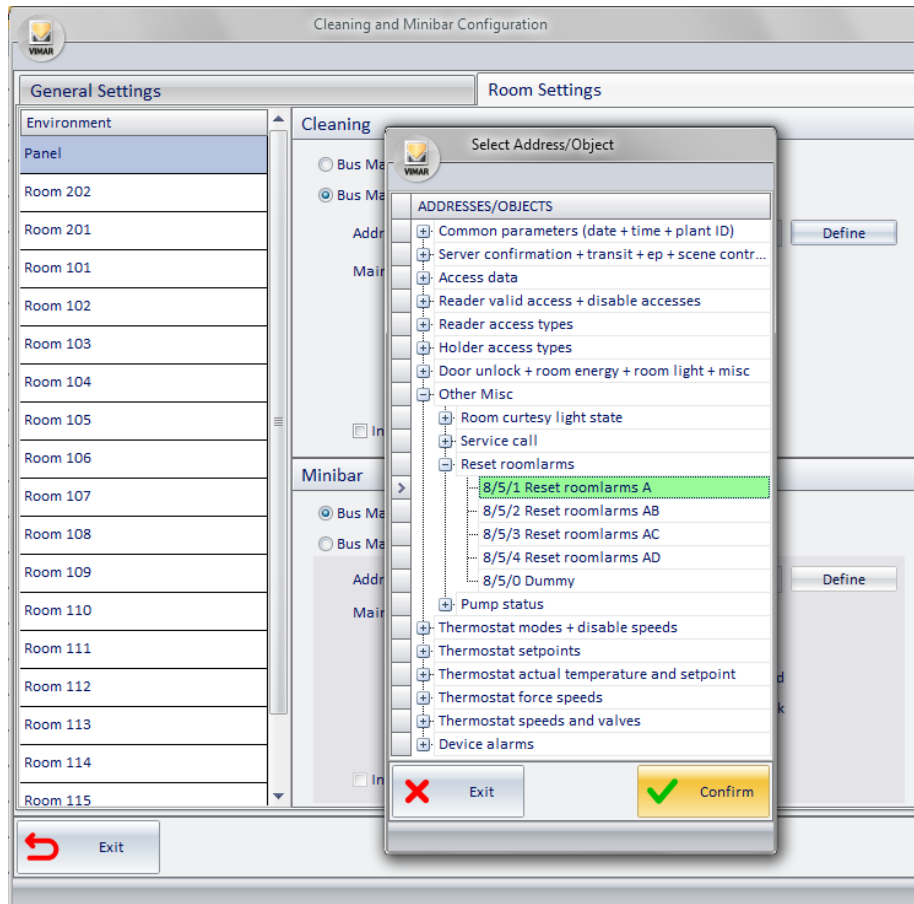 Cleaning and Minibar Configuration
VIMAR
General Settings
Room Settings
Environment
Panel
Room 202
Room 201
Room 101
Room 102
Room 103
Room 104
Room 105
Room 106
Room 107
Room 108
Room 109
Room 110
Room 111
Room 112
Room 113
Room 114
Room 115
Cleaning
Bus Ma
Bus Ma
Addr
Define
Main
In
Minibar
Bus Ma
Bus Ma
Addr
Define
Main
d
k
In
Select Address/Object
VIMAR
ADDRESSES/OBJECTS
Common parameters (date + time + plant ID)
Server confirmation + transit + ep + scene contr...
Access data
Reader valid access + disable accesses
Reader access types
Holder access types
Door unlock + room energy + room light + misc
Other Misc
Room curtesy light state
Service call
Reset roomlarms
8/5/1 Reset roomlarms A
8/5/2 Reset roomlarms AB
8/5/3 Reset roomlarms AC
8/5/4 Reset roomlarms AD
8/5/0 Dummy
Pump status
Thermostat modes + disable speeds
Thermostat setpoints
Thermostat actual temperature and setpoint
Thermostat force speeds
Thermostat speeds and valves
Device alarms
Exit
Confirm
Exit